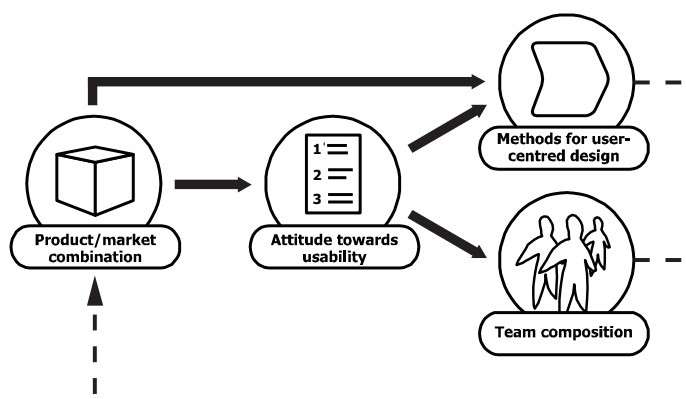 Methods for user-
centred design
1
2
3
Product/market
combination
Attitude towards
usability
Team composition